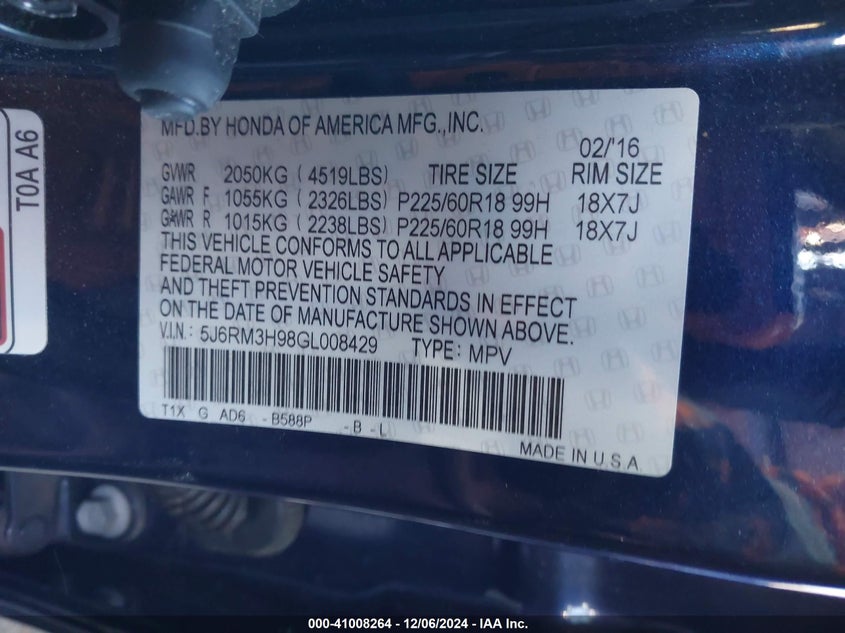 T0A A6
MFD.BY HONDA OF AMERICA MFG.,INC.
02/'16
GVWR 2050KG ( 4519LBS) TIRE SIZE RIM SIZE
GAWR F 1055KG ( 2326LBS) P225/60R18 99H 18X7J
GAWR R 1015KG ( 2238LBS) P225/60R18 99H 18X7J
THIS VEHICLE CONFORMS TO ALL APPLICABLE
FEDERAL MOTOR VEHICLE SAFETY
AND THEFT PREVENTION STANDARDS IN EFFECT
ON THE DATE OF MANUFACTURE SHOWN ABOVE.
V.I.N.: 5J6RM3H98GL008429 TYPE: MPV
T1X G AD6 -B588P -B -L
MADE IN U.S.A
000-41008264 - 12/06/2024 - IAA Inc.